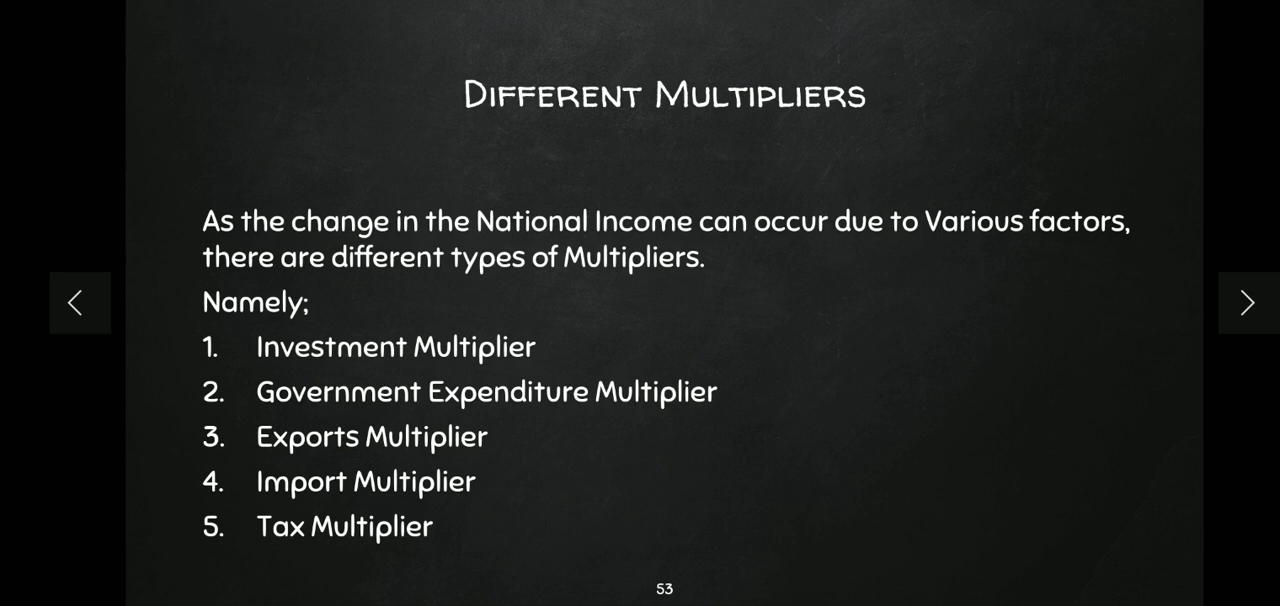 Different Multipliers
As the change in the National Income can occur due to Various factors,
there are different types of Multipliers.
Namely;
1. Investment Multiplier
2. Government Expenditure Multiplier
3. Exports Multiplier
4. Import Multiplier
5. Tax Multiplier
53